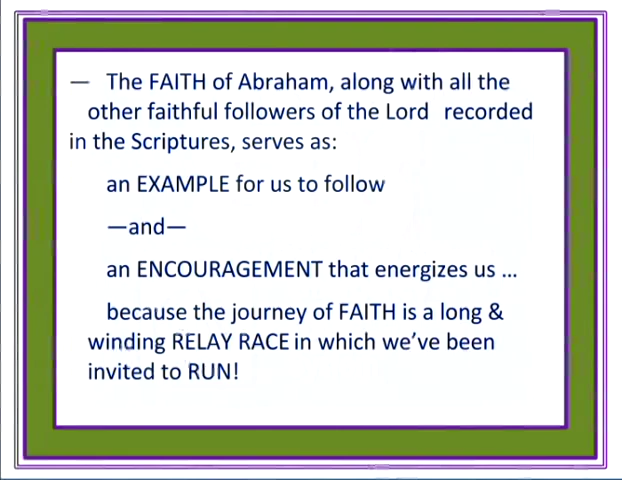 — The FAITH of Abraham, along with all the
other faithful followers of the Lord recorded
in the Scriptures, serves as:
an EXAMPLE for us to follow
—and—
an ENCOURAGEMENT that energizes us …
because the journey of FAITH is a long &
winding RELAY RACE in which we’ve been
invited to RUN!